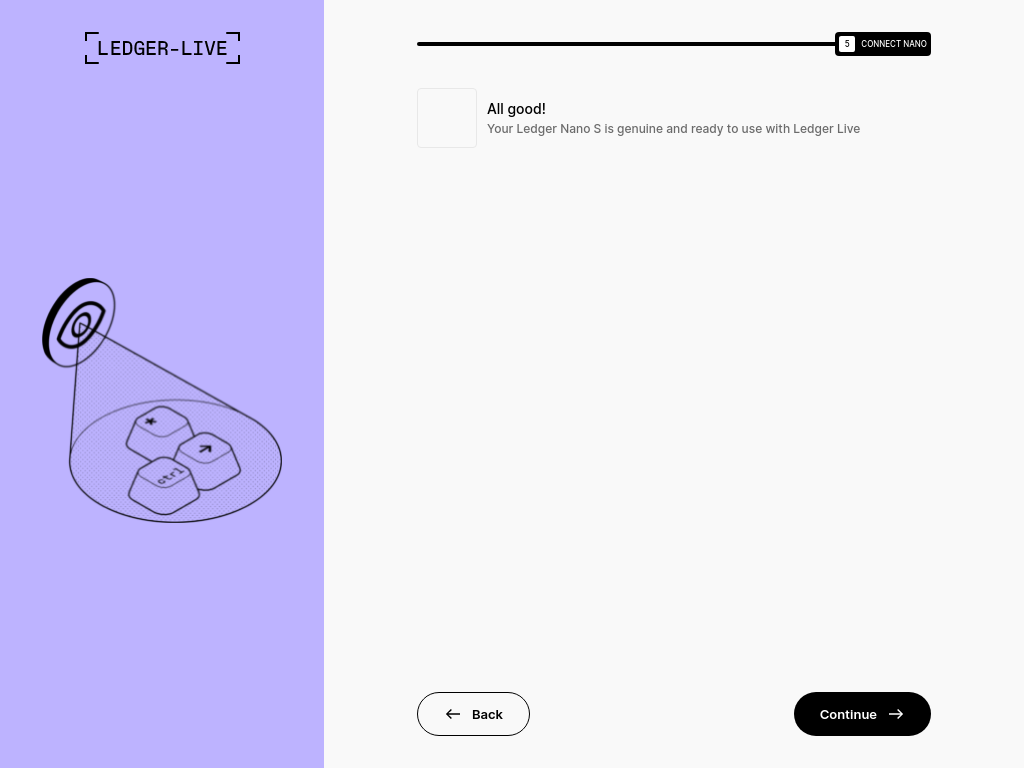 LEDGER-LIVE
5 CONNECT NANO
All good!
Your Ledger Nano S is genuine and ready to use with Ledger Live
*
ctrl
Back
Continue